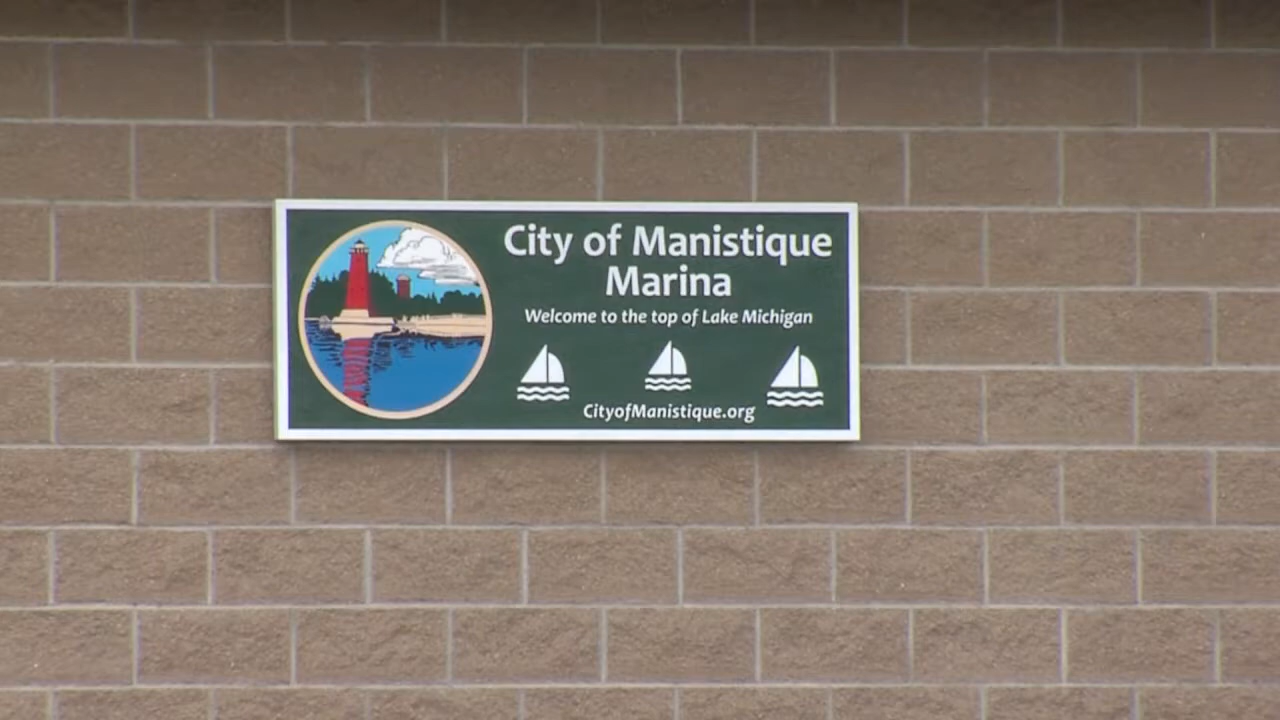 City of Manistique
Marina
Welcome to the top of Lake Michigan
CityofManistique.org